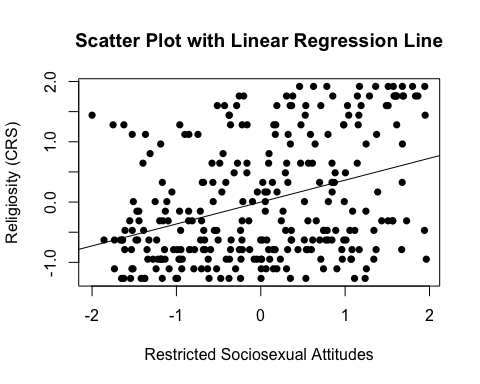 Scatter Plot with Linear Regression Line
Religiosity (CRS)
2.0
1.0
0.0
-1.0
-2 -1 0 1 2
Restricted Sociosexual Attitudes